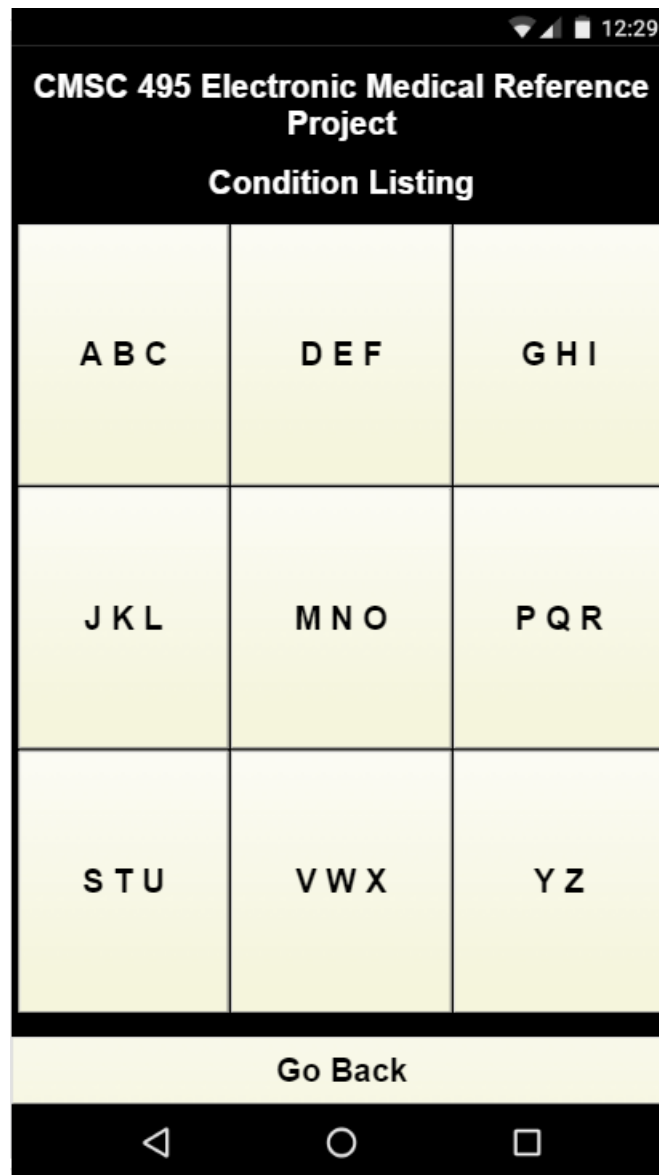 12:29
CMSC 495 Electronic Medical Reference
Project
Condition Listing
A B C
D E F
G H I
J K L
M N O
P Q R
S T U
V W X
Y Z
Go Back